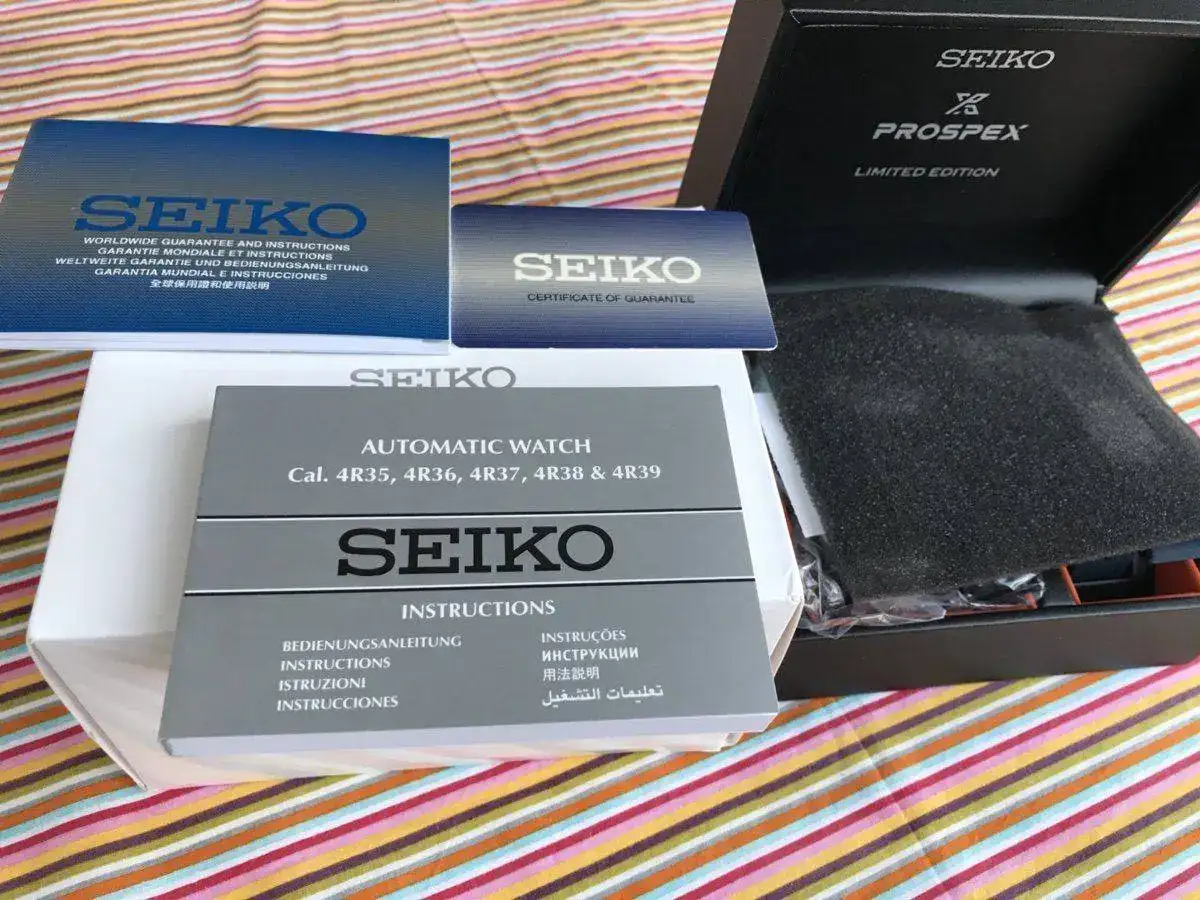 SEIKO
PROSPEX
LIMITED EDITION
SEIKO
WORLDWIDE GUARANTEE AND INSTRUCTIONS
GARANTIE MONDIALE ET INSTRUCTIONS
WELTWEITE GARANTIE UND BEDIENUNGSANLEITUNG
GARANTIA MUNDIAL E INSTRUCCIONES
全球保用證和使用説明
SEIKO
CERTIFICATE OF GUARANTEE
SEIKO
AUTOMATIC WATCH
Cal. 4R35, 4R36, 4R37, 4R38 & 4R39
SEIKO
INSTRUCTIONS
BEDIENUNGSANLEITUNG
INSTRUCTIONS
ISTRUZIONI
INSTRUCCIONES
INSTRUÇÕES
ИНСТРУКЦИИ
用法説明
تعليمات التشغيل